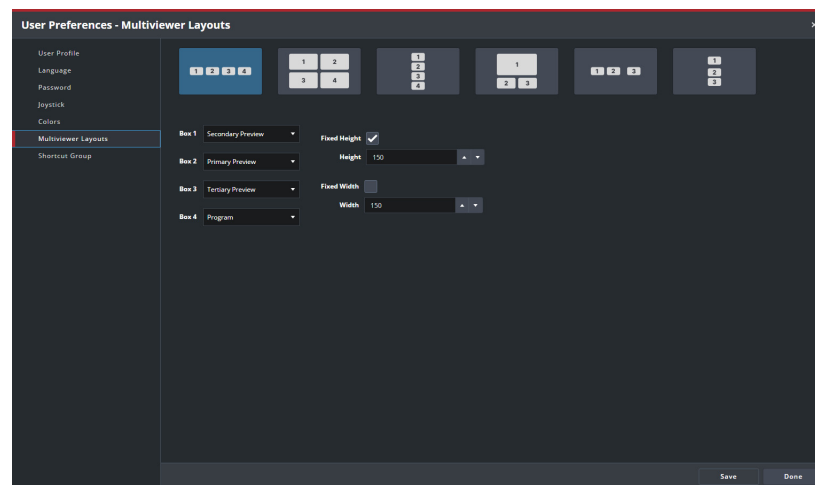 User Preferences - Multiviewer Layouts ×
User Profile
Language
Password
Joystick
Colors
Multiviewer Layouts
Shortcut Group
1 2 3 4
1 2
3 4
1
2
3
4
1
2 3
1 2 3
1
2
3
Box 1 Secondary Preview
Box 2 Primary Preview
Box 3 Tertiary Preview
Box 4 Program
Fixed Height
Height 150
Fixed Width
Width 150
Save Done